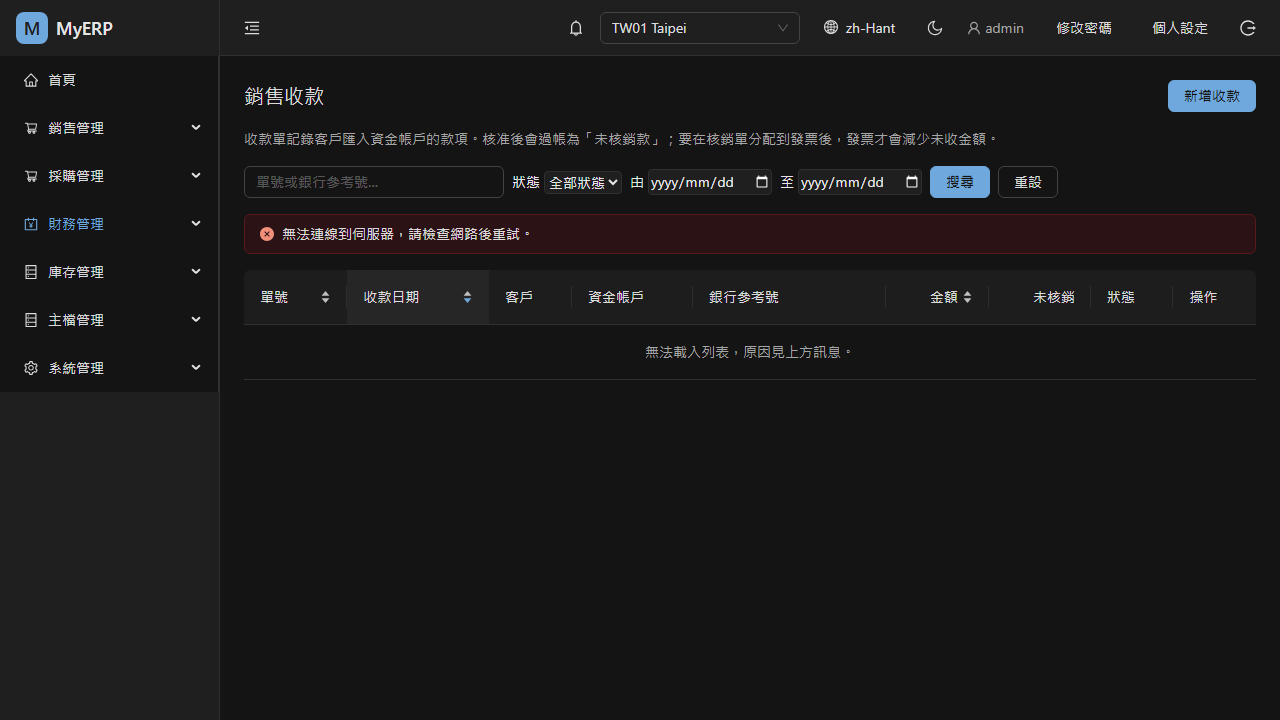 M MyERP
TW01 Taipei
zh-Hant
admin
修改密碼
個人設定
首頁
銷售管理
採購管理
財務管理
庫存管理
主檔管理
系統管理
銷售收款
新增收款
收款單記錄客戶匯入資金帳戶的款項。核准後會過帳為「未核銷款」；要在核銷單分配到發票後，發票才會減少未收金額。
單號或銀行參考號... 狀態 全部狀態 由 yyyy/mm/dd 至 yyyy/mm/dd 搜尋 重設
無法連線到伺服器，請檢查網路後重試。
單號 收款日期 客戶 資金帳戶 銀行參考號 金額 未核銷 狀態 操作
無法載入列表，原因見上方訊息。